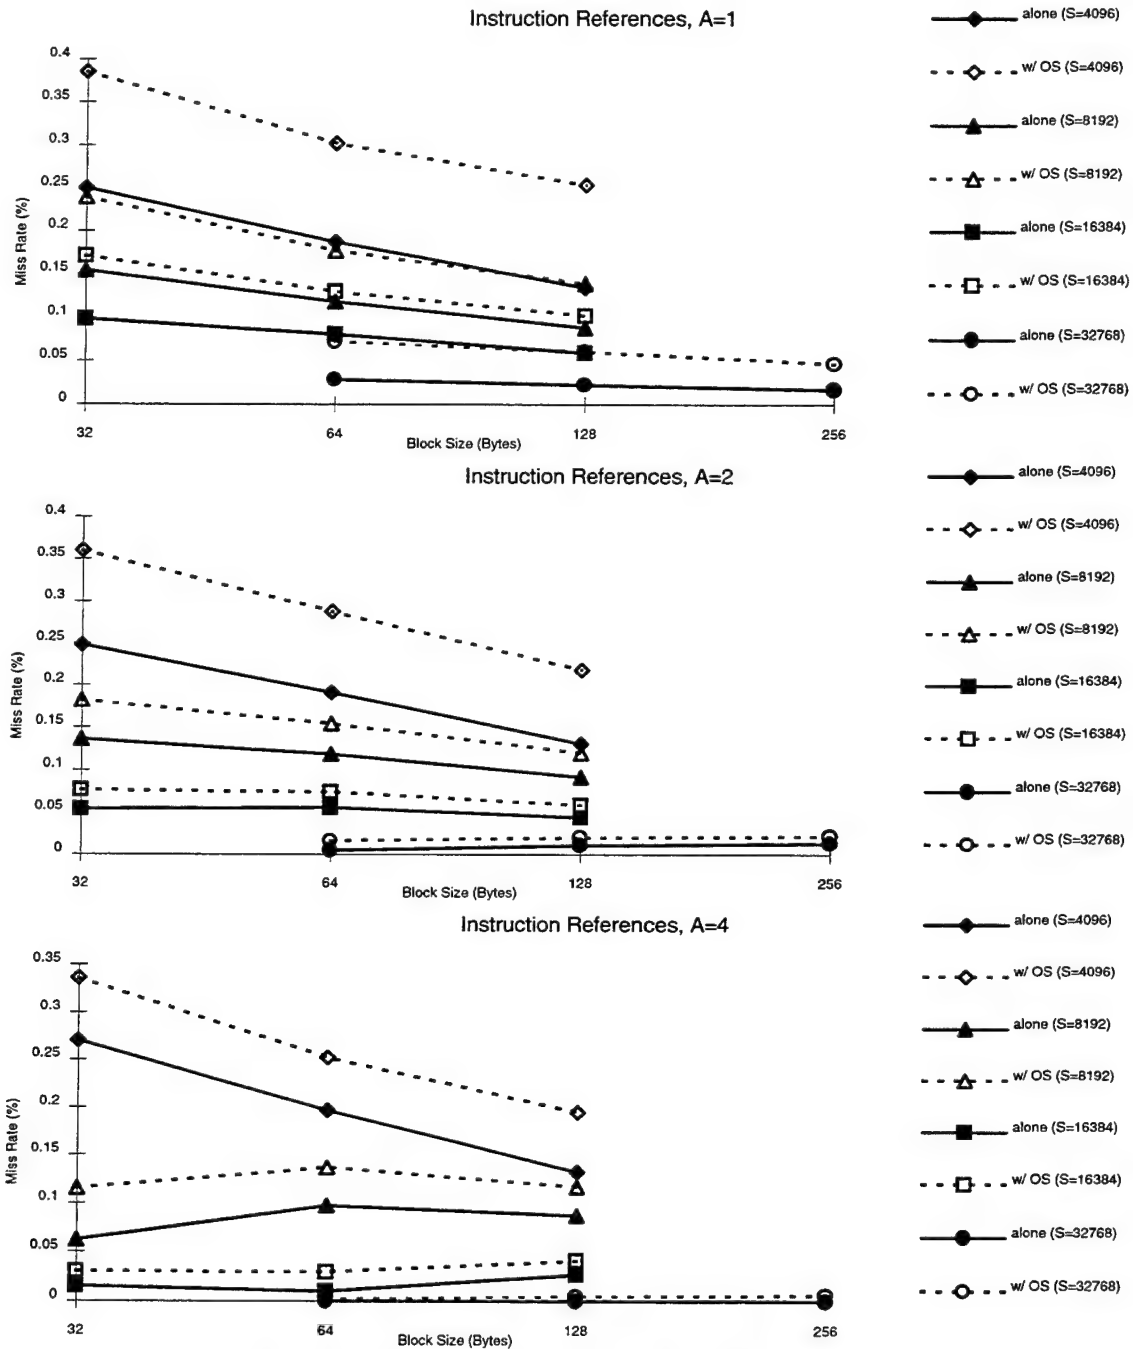 Instruction References, A=1
0.4
0.35
0.3
0.25
0.2
0.15
0.1
0.05
0
Miss Rate (%)
32
64
128
256
Block Size (Bytes)
alone (S=4096)
w/ OS (S=4096)
alone (S=8192)
w/ OS (S=8192)
alone (S=16384)
w/ OS (S=16384)
alone (S=32768)
w/ OS (S=32768)
Instruction References, A=2
0.4
0.35
0.3
0.25
0.2
0.15
0.1
0.05
0
Miss Rate (%)
32
64
128
256
Block Size (Bytes)
alone (S=4096)
w/ OS (S=4096)
alone (S=8192)
w/ OS (S=8192)
alone (S=16384)
w/ OS (S=16384)
alone (S=32768)
w/ OS (S=32768)
Instruction References, A=4
0.35
0.3
0.25
0.2
0.15
0.1
0.05
0
Miss Rate (%)
32
64
128
256
Block Size (Bytes)
alone (S=4096)
w/ OS (S=4096)
alone (S=8192)
w/ OS (S=8192)
alone (S=16384)
w/ OS (S=16384)
alone (S=32768)
w/ OS (S=32768)